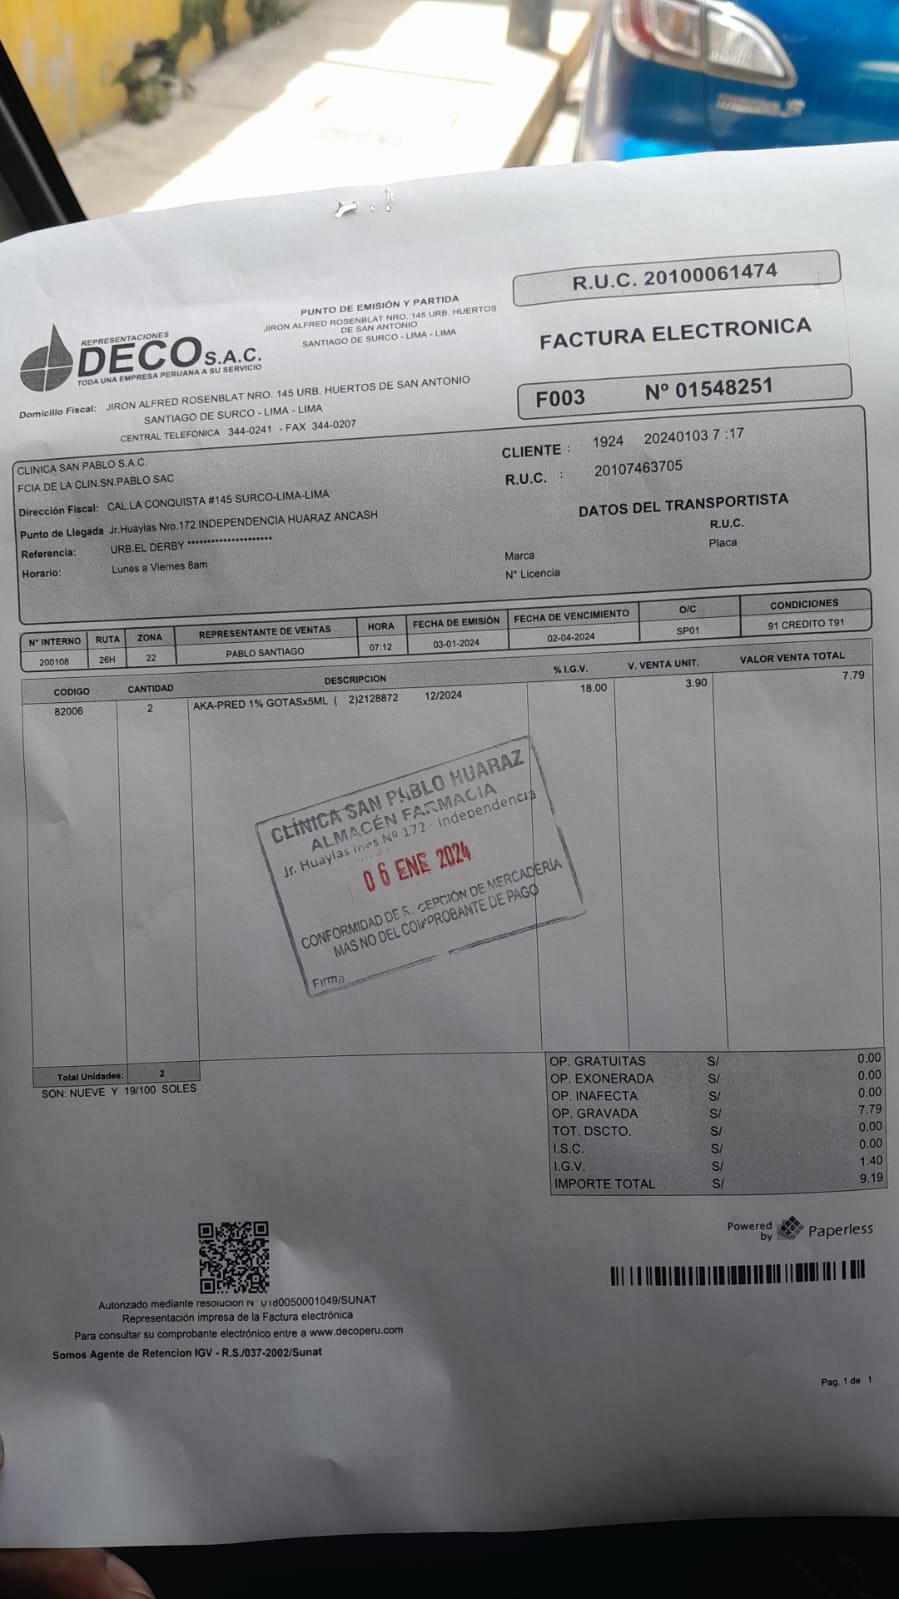 R.U.C. 20100061474
REPRESENTACIONES
DECO S.A.C.
TODA UNA EMPRESA PERUANA A SU SERVICIO
PUNTO DE EMISIÓN Y PARTIDA
JIRON ALFRED ROSENBLAT NRO. 145 URB. HUERTOS
DE SAN ANTONIO
SANTIAGO DE SURCO - LIMA - LIMA
FACTURA ELECTRONICA
F003 Nº 01548251
Domicilio Fiscal: JIRON ALFRED ROSENBLAT NRO. 145 URB. HUERTOS DE SAN ANTONIO
SANTIAGO DE SURCO - LIMA - LIMA
CENTRAL TELEFONICA 344-0241 - FAX 344-0207
CLINICA SAN PABLO S.A.C.
FCIA.DE LA CLIN.SN.PABLO SAC
Dirección Fiscal: CAL.LA CONQUISTA #145 SURCO-LIMA-LIMA
Punto de Llegada Jr.Huaylas Nro.172 INDEPENDENCIA HUARAZ ANCASH
Referencia: URB.EL DERBY *********************
Horario: Lunes a Viernes 8am
CLIENTE : 1924 20240103 7 :17
R.U.C. : 20107463705
DATOS DEL TRANSPORTISTA
R.U.C.
Marca Placa
N° Licencia
N° INTERNO RUTA ZONA REPRESENTANTE DE VENTAS HORA FECHA DE EMISIÓN FECHA DE VENCIMIENTO O/C CONDICIONES
200108 26H 22 PABLO SANTIAGO 07:12 03-01-2024 02-04-2024 SP01 91 CREDITO T91
CODIGO CANTIDAD DESCRIPCION % I.G.V. V. VENTA UNIT. VALOR VENTA TOTAL
82006 2 AKA-PRED 1% GOTASx5ML ( 2)2128872 12/2024 18.00 3.90 7.79
CLÍNICA SAN PABLO HUARAZ
ALMACÉN FARMACIA
Jr. Huaylas Nº 172 - Independencia
06 ENE 2024
CONFORMIDAD DE MERCADERÍA
MAS NO DEL COMPROBANTE DE PAGO
Firma
Total Unidades: 2
SON: NUEVE Y 19/100 SOLES
OP. GRATUITAS S/ 0.00
OP. EXONERADA S/ 0.00
OP. INAFECTA S/ 0.00
OP. GRAVADA S/ 7.79
TOT. DSCTO. S/ 0.00
I.S.C. S/ 0.00
I.G.V. S/ 1.40
IMPORTE TOTAL S/ 9.19
Powered by Paperless
Autorizado mediante resolución N° 0180050001049/SUNAT
Representación impresa de la Factura electrónica
Para consultar su comprobante electrónico entre a www.decoperu.com
Somos Agente de Retencion IGV - R.S./037-2002/Sunat
Pag. 1 de 1